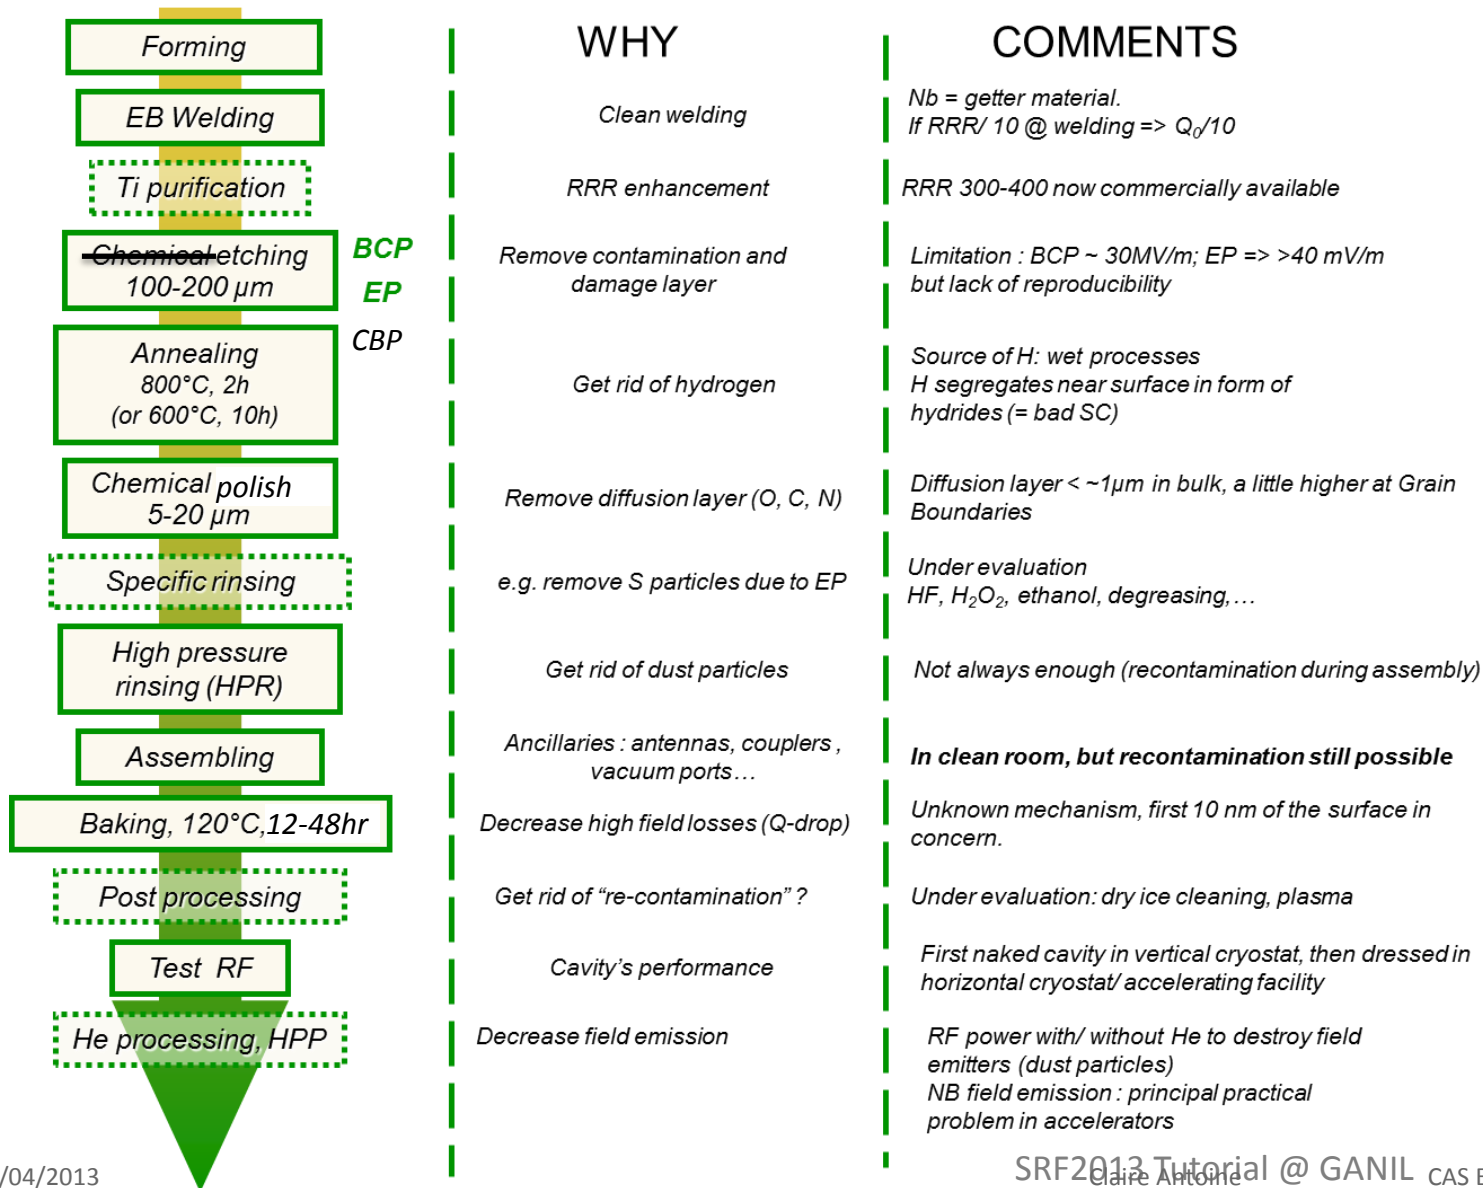 WHY
COMMENTS
Forming
EB Welding
Clean welding
Nb = getter material.
If RRR/ 10 @ welding => Q₀/10
Ti purification
RRR enhancement
RRR 300-400 now commercially available
Chemical etching
100-200 µm
BCP
EP
CBP
Remove contamination and
damage layer
Limitation : BCP ~ 30MV/m; EP => >40 mV/m
but lack of reproducibility
Annealing
800°C, 2h
(or 600°C, 10h)
Get rid of hydrogen
Source of H: wet processes
H segregates near surface in form of
hydrides (= bad SC)
Chemical polish
5-20 µm
Remove diffusion layer (O, C, N)
Diffusion layer < ~1µm in bulk, a little higher at Grain
Boundaries
Specific rinsing
e.g. remove S particles due to EP
Under evaluation
HF, H₂O₂, ethanol, degreasing,…
High pressure
rinsing (HPR)
Get rid of dust particles
Not always enough (recontamination during assembly)
Assembling
Ancillaries : antennas, couplers ,
vacuum ports…
In clean room, but recontamination still possible
Baking, 120°C,12-48hr
Decrease high field losses (Q-drop)
Unknown mechanism, first 10 nm of the surface in
concern.
Post processing
Get rid of “re-contamination” ?
Under evaluation: dry ice cleaning, plasma
Test RF
Cavity’s performance
First naked cavity in vertical cryostat, then dressed in
horizontal cryostat/ accelerating facility
He processing, HPP
Decrease field emission
RF power with/ without He to destroy field
emitters (dust particles)
NB field emission : principal practical
problem in accelerators
/04/2013
SRF2013 Tutorial @ GANIL
Claire Antoine
CAS E